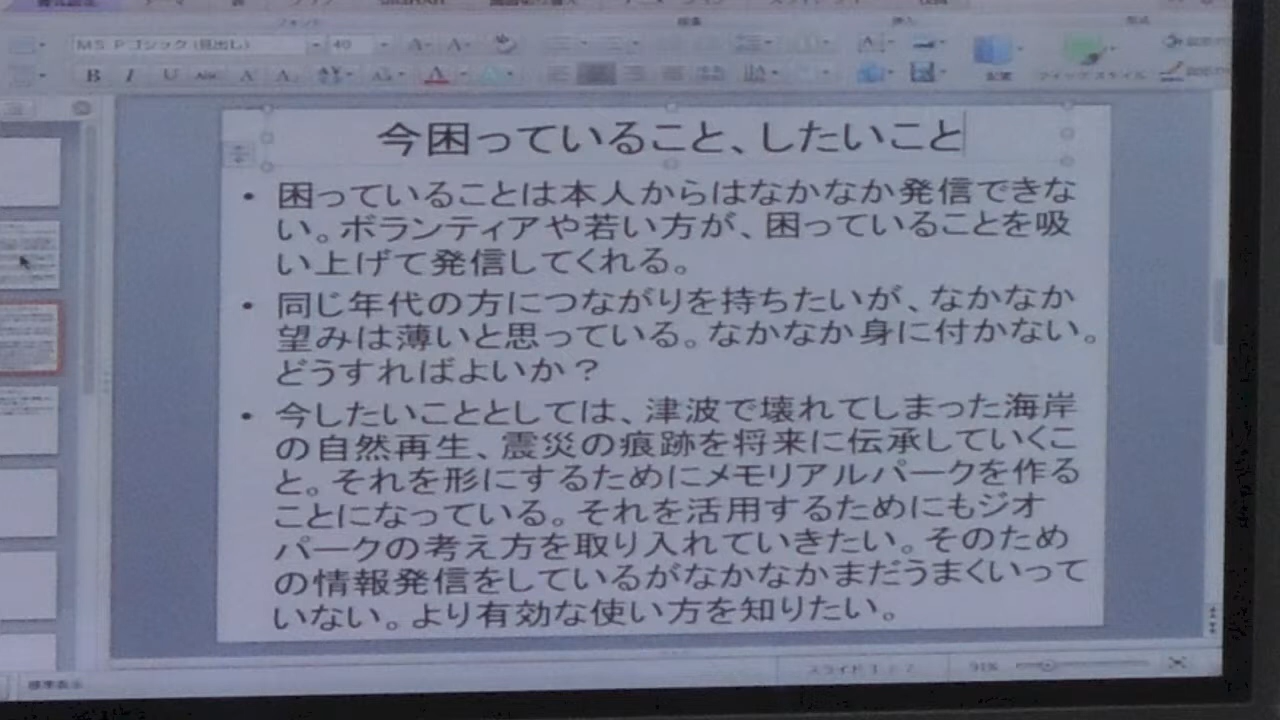 MS Pゴシック (見出し)
40
B I U
今困っていること、したいこと
• 困っていることは本人からはなかなか発信できな
い。ボランティアや若い方が、困っていることを吸
い上げて発信してくれる。
• 同じ年代の方につながりを持ちたいが、なかなか
望みは薄いと思っている。なかなか身に付かない。
どうすればよいか？
• 今したいこととしては、津波で壊れてしまった海岸
の自然再生、震災の痕跡を将来に伝承していくこ
と。それを形にするためにメモリアルパークを作る
ことになっている。それを活用するためにもジオ
パークの考え方を取り入れていきたい。そのため
の情報発信をしているがなかなかまだうまくいって
いない。より有効な使い方を知りたい。
91%